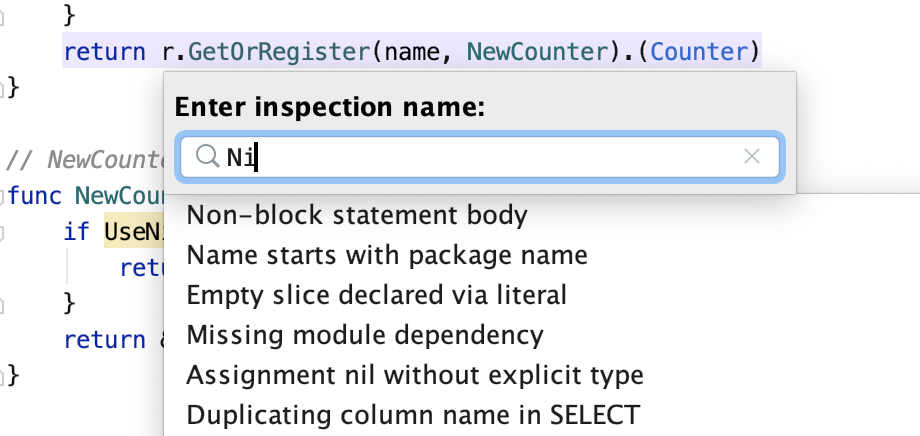 }
return r.GetOrRegister(name, NewCounter).(Counter)
}
Enter inspection name:
Ni
// NewCounte
func NewCou
Non-block statement body
if UseNi
Name starts with package name
retu
Empty slice declared via literal
}
Missing module dependency
return &
Assignment nil without explicit type
}
Duplicating column name in SELECT